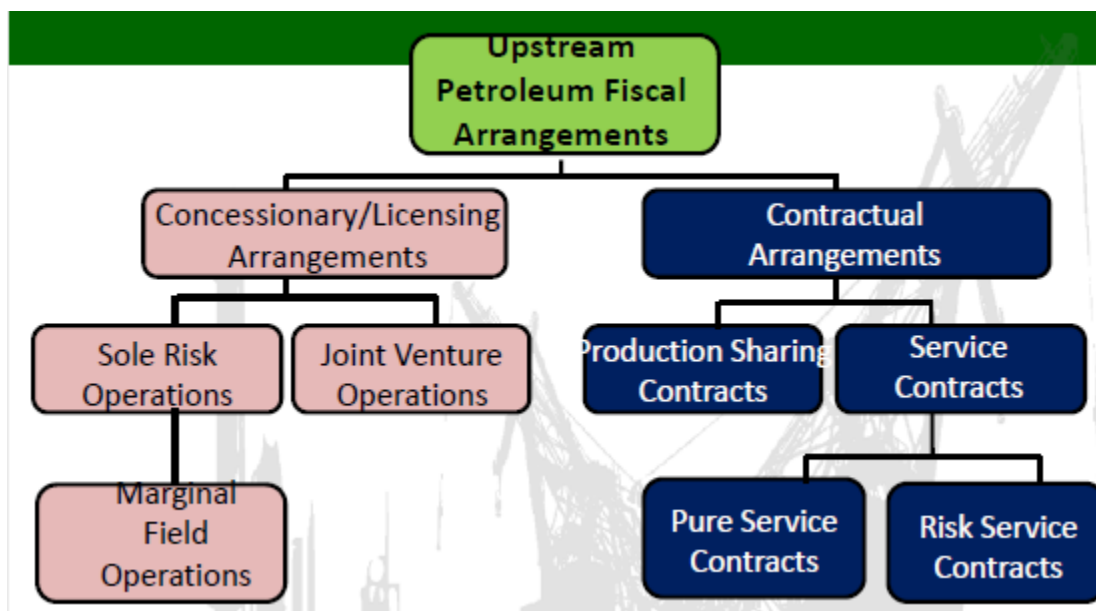 Upstream
Petroleum Fiscal
Arrangements
Concessionary/Licensing
Arrangements
Contractual
Arrangements
Sole Risk
Operations
Joint Venture
Operations
Production Sharing
Contracts
Service
Contracts
Marginal
Field
Operations
Pure Service
Contracts
Risk Service
Contracts